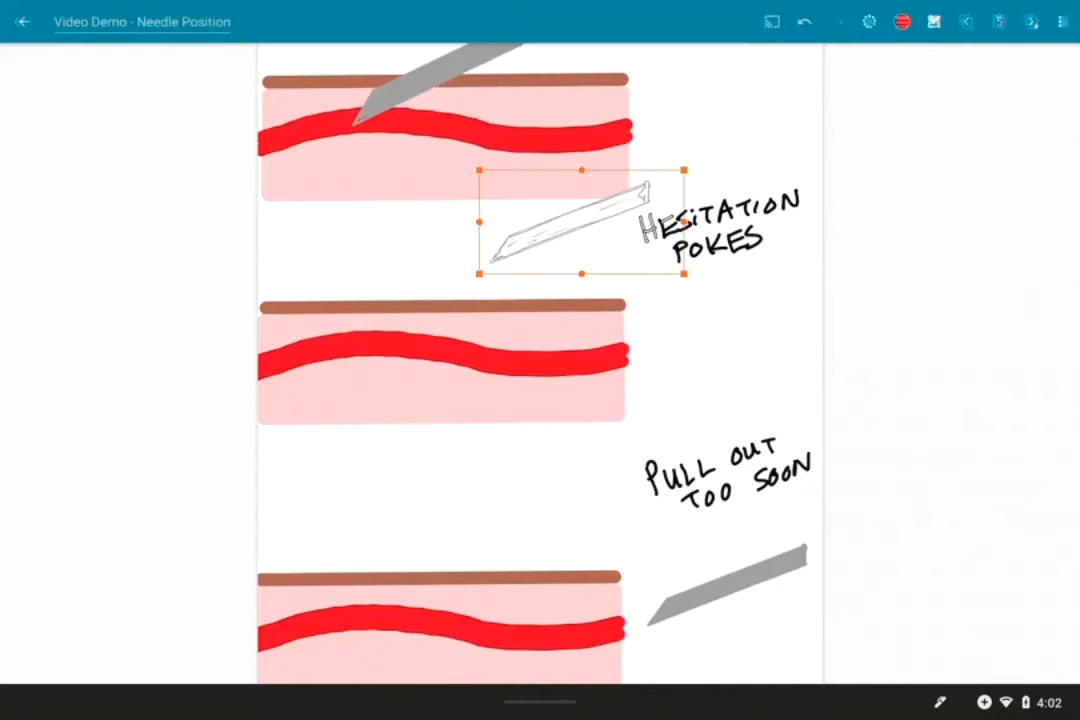 Video Demo - Needle Position
HESITATION
POKES
PULL OUT
TOO SOON
4:02